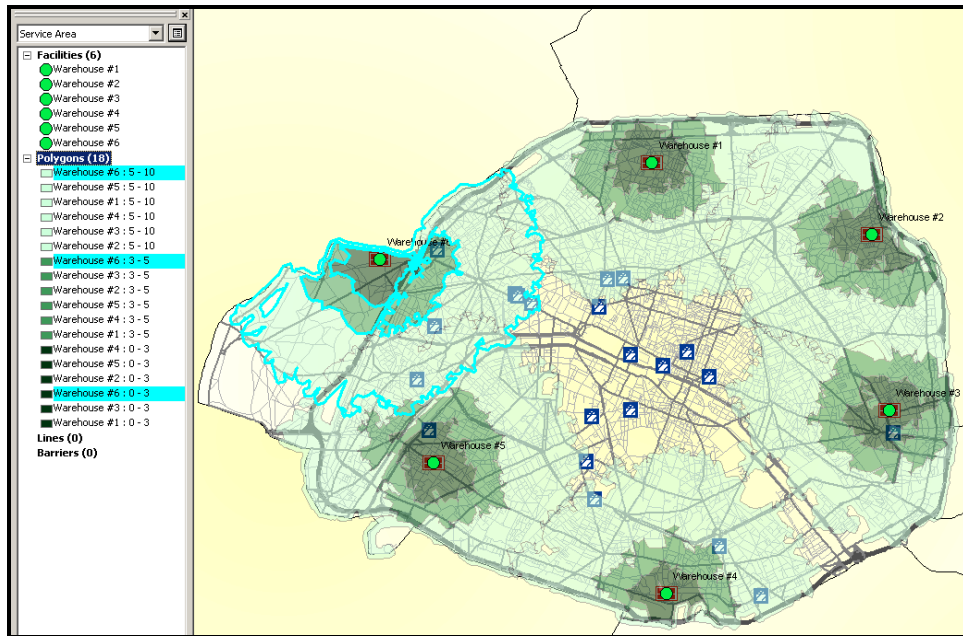 Service Area
Facilities (6)
Warehouse #1
Warehouse #2
Warehouse #3
Warehouse #4
Warehouse #5
Warehouse #6
Polygons (18)
Warehouse #6 : 5 - 10
Warehouse #5 : 5 - 10
Warehouse #1 : 5 - 10
Warehouse #4 : 5 - 10
Warehouse #3 : 5 - 10
Warehouse #2 : 5 - 10
Warehouse #6 : 3 - 5
Warehouse #3 : 3 - 5
Warehouse #2 : 3 - 5
Warehouse #5 : 3 - 5
Warehouse #4 : 3 - 5
Warehouse #1 : 3 - 5
Warehouse #4 : 0 - 3
Warehouse #5 : 0 - 3
Warehouse #2 : 0 - 3
Warehouse #6 : 0 - 3
Warehouse #3 : 0 - 3
Warehouse #1 : 0 - 3
Lines (0)
Barriers (0)
Warehouse #1
Warehouse #2
Warehouse
Warehouse #3
Warehouse #5
Warehouse #4